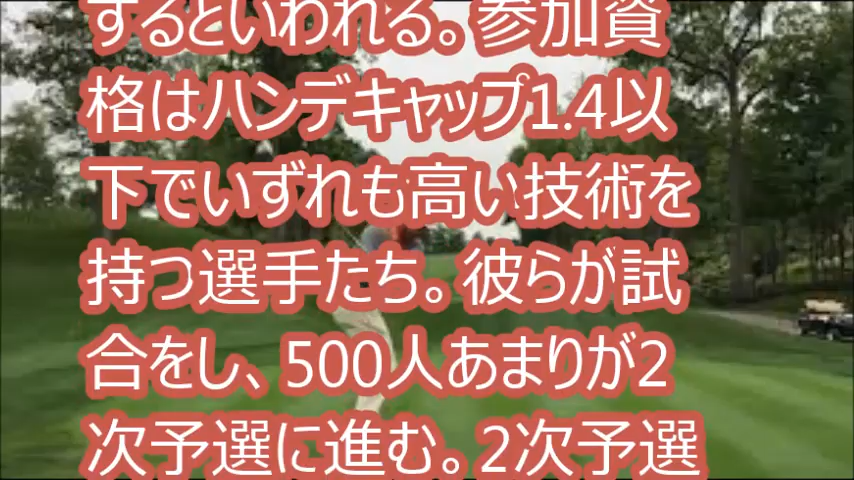 するといわれる。参加資
格はハンデキャップ1.4以
下でいずれも高い技術を
持つ選手たち。彼らが試
合をし、500人あまりが2
次予選に進む。2次予選